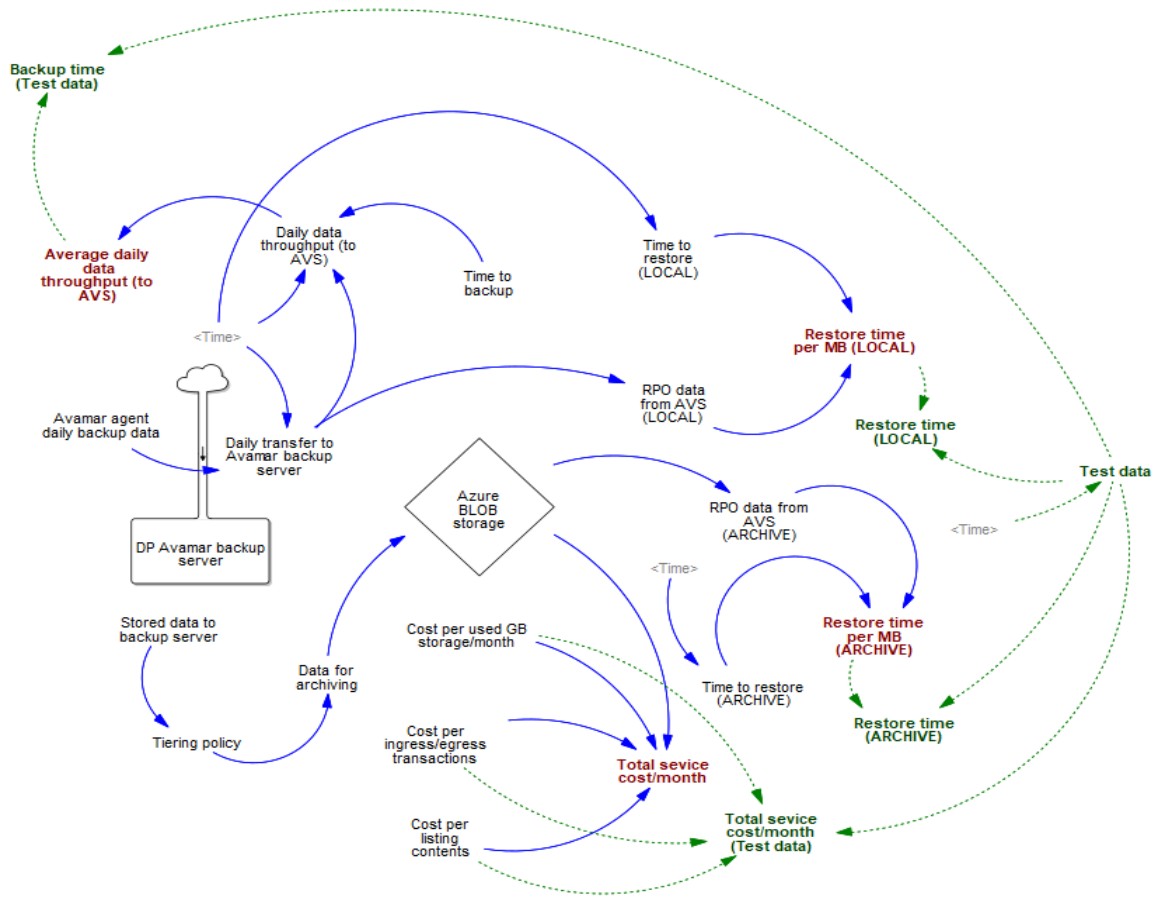 Backup time
(Test data)
Daily data
throughput (to
AVS)
Time to
restore
(LOCAL)
Average daily
data
throughput (to
AVS)
Time to
backup
<Time>
Restore time
per MB (LOCAL)
RPO data
from AVS
(LOCAL)
Avamar agent
daily backup data
Daily transfer to
Avamar backup
server
Restore time
(LOCAL)
Test data
Azure
BLOB
storage
RPO data from
AVS
(ARCHIVE)
<Time>
DP Avamar backup
server
<Time>
Stored data to
backup server
Cost per used GB
storage/month
Restore time
per MB
(ARCHIVE)
Data for
archiving
Time to restore
(ARCHIVE)
Tiering policy
Cost per
ingress/egress
transactions
Restore time
(ARCHIVE)
Total sevice
cost/month
Cost per
listing
contents
Total sevice
cost/month
(Test data)